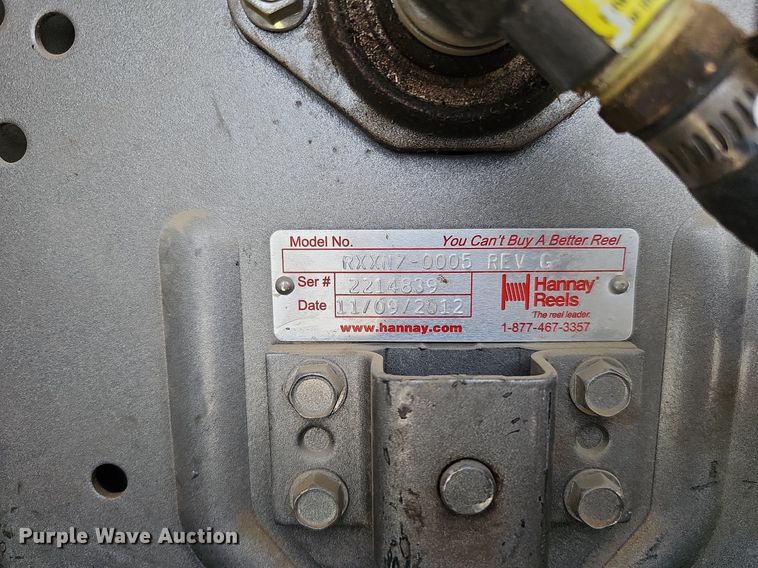 Model No. You Can't Buy A Better Reel
RXXNZ-0005 REV G
Ser # 2214839
Date 11/09/2012
Hannay®
Reels
The reel leader.
www.hannay.com 1-877-467-3357
Purple Wave Auction